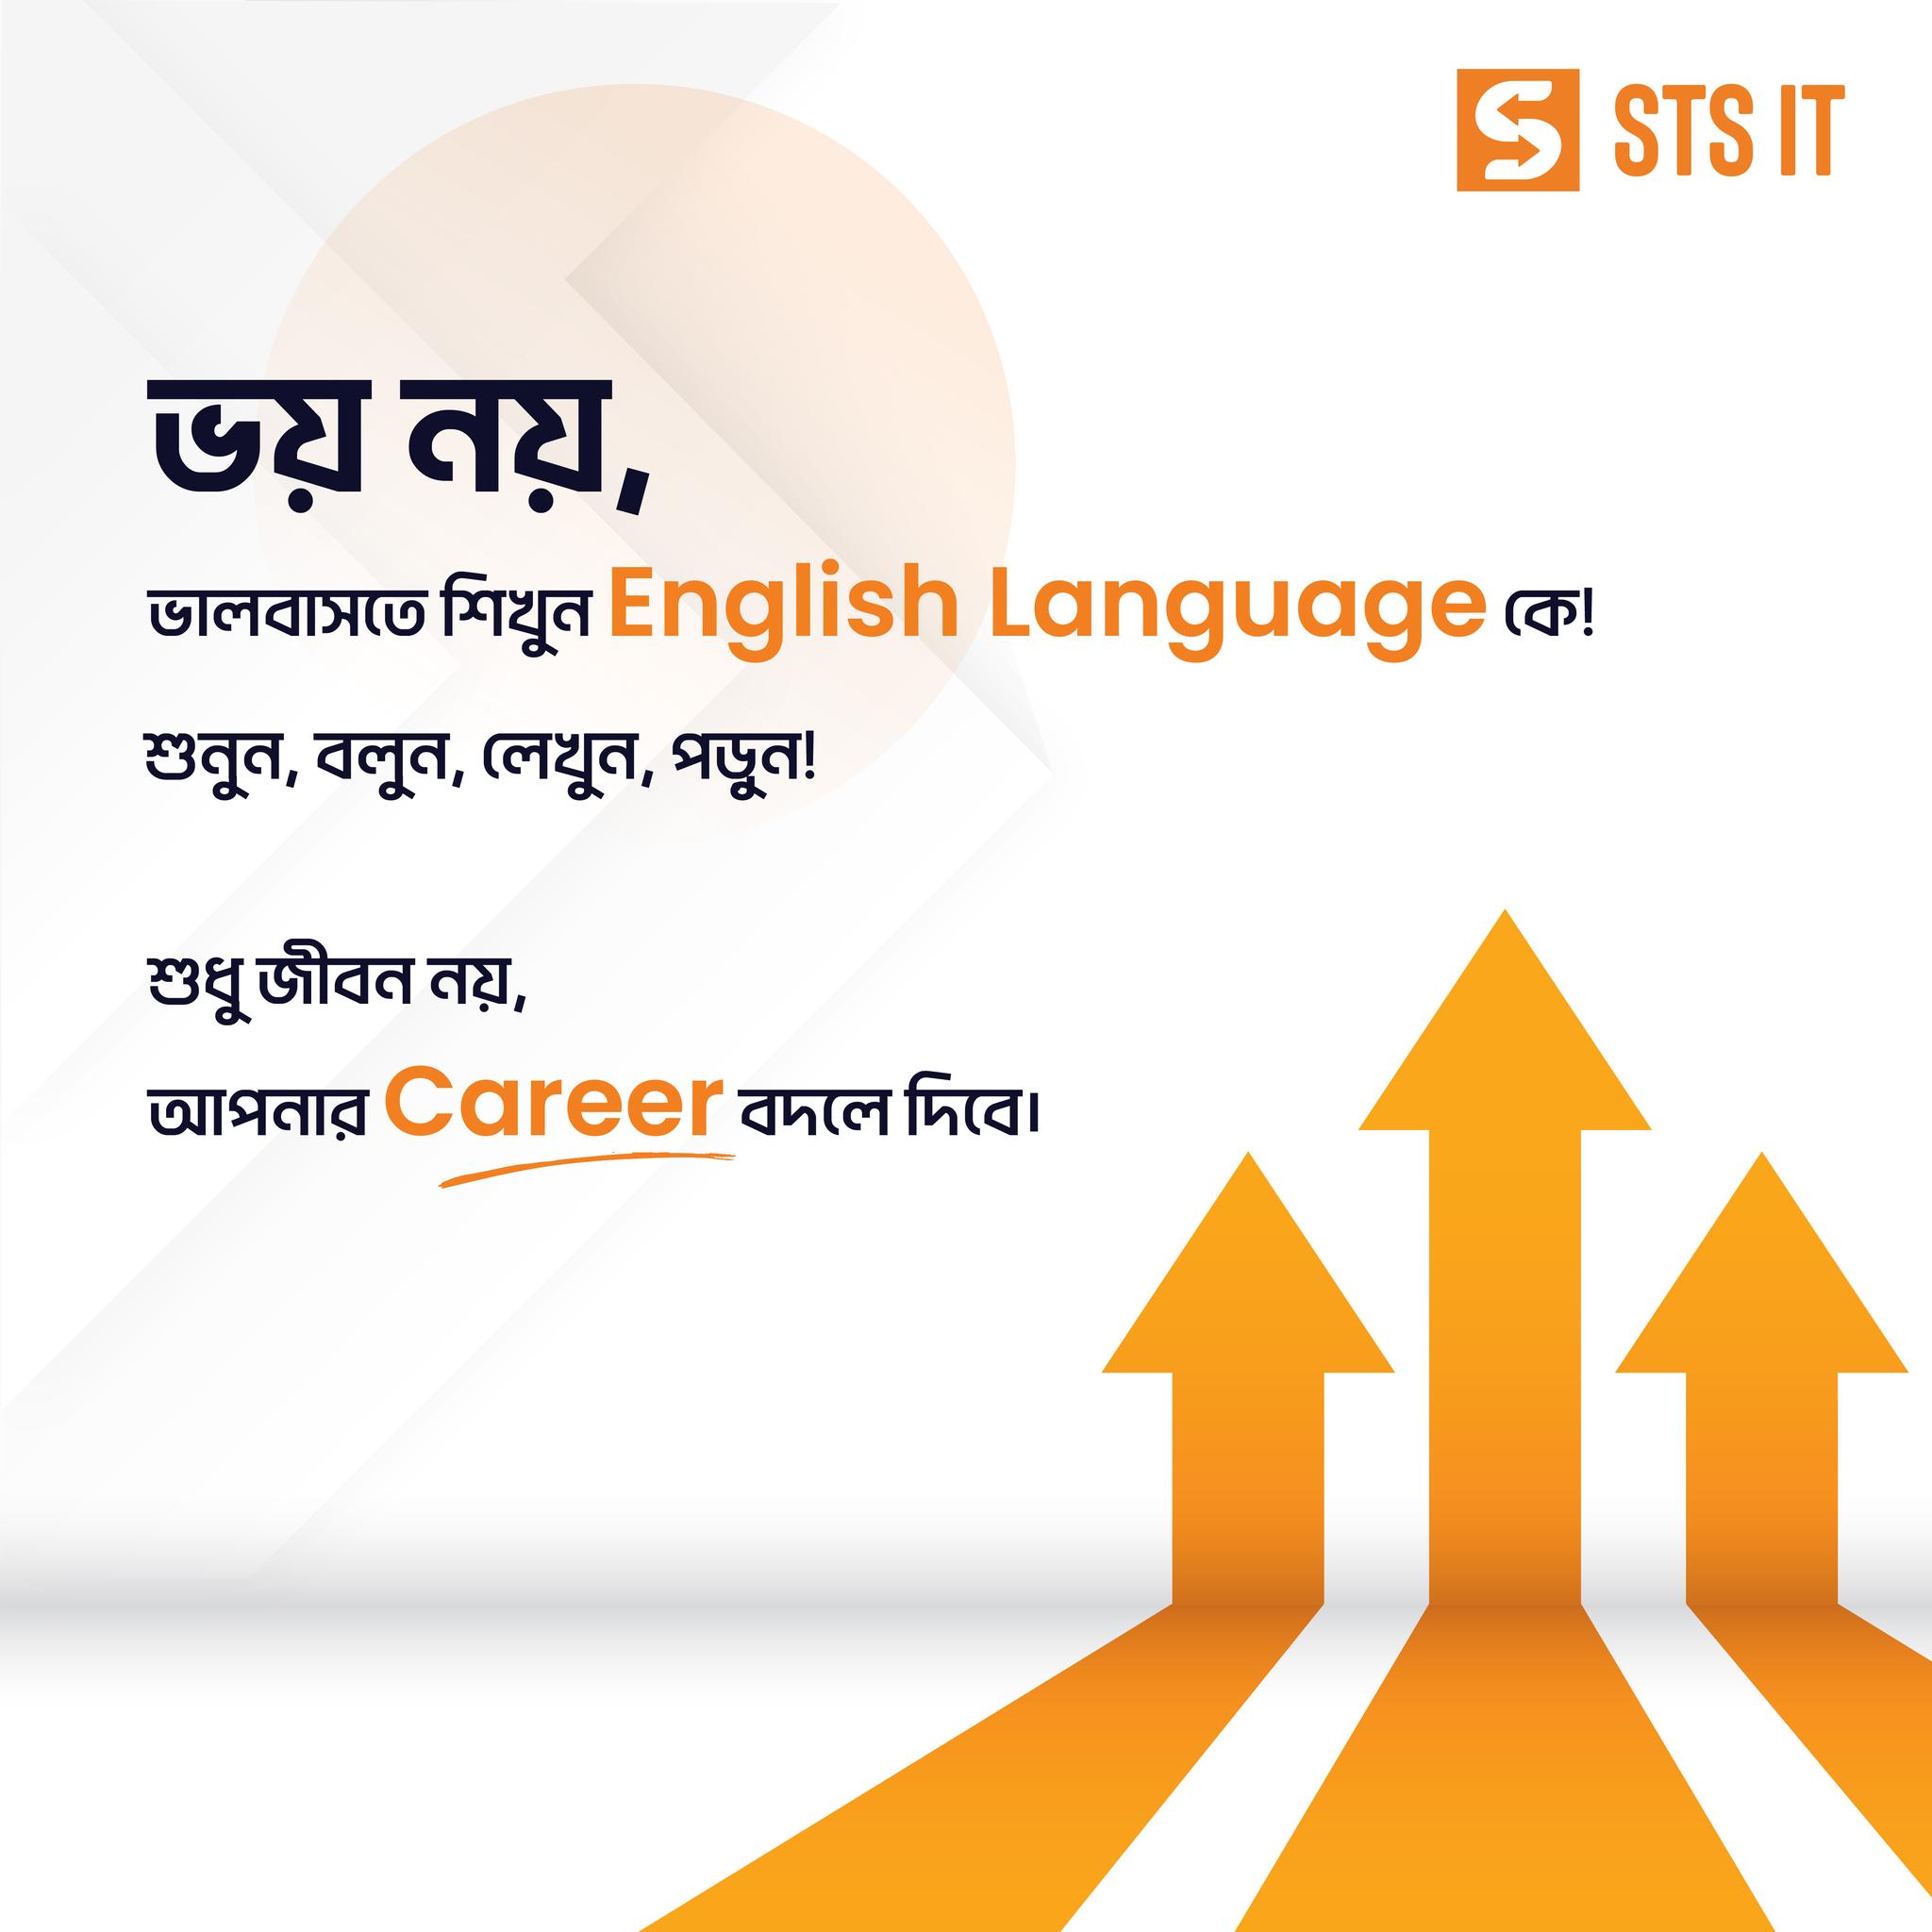 STS IT
ভয় নয়,
ভালবাসতে শিখুন English Language কে!
শুনুন, বলুন, লেখুন, পড়ুন!
শুধু জীবন নয়,
আপনার Career বদলে দিবে।